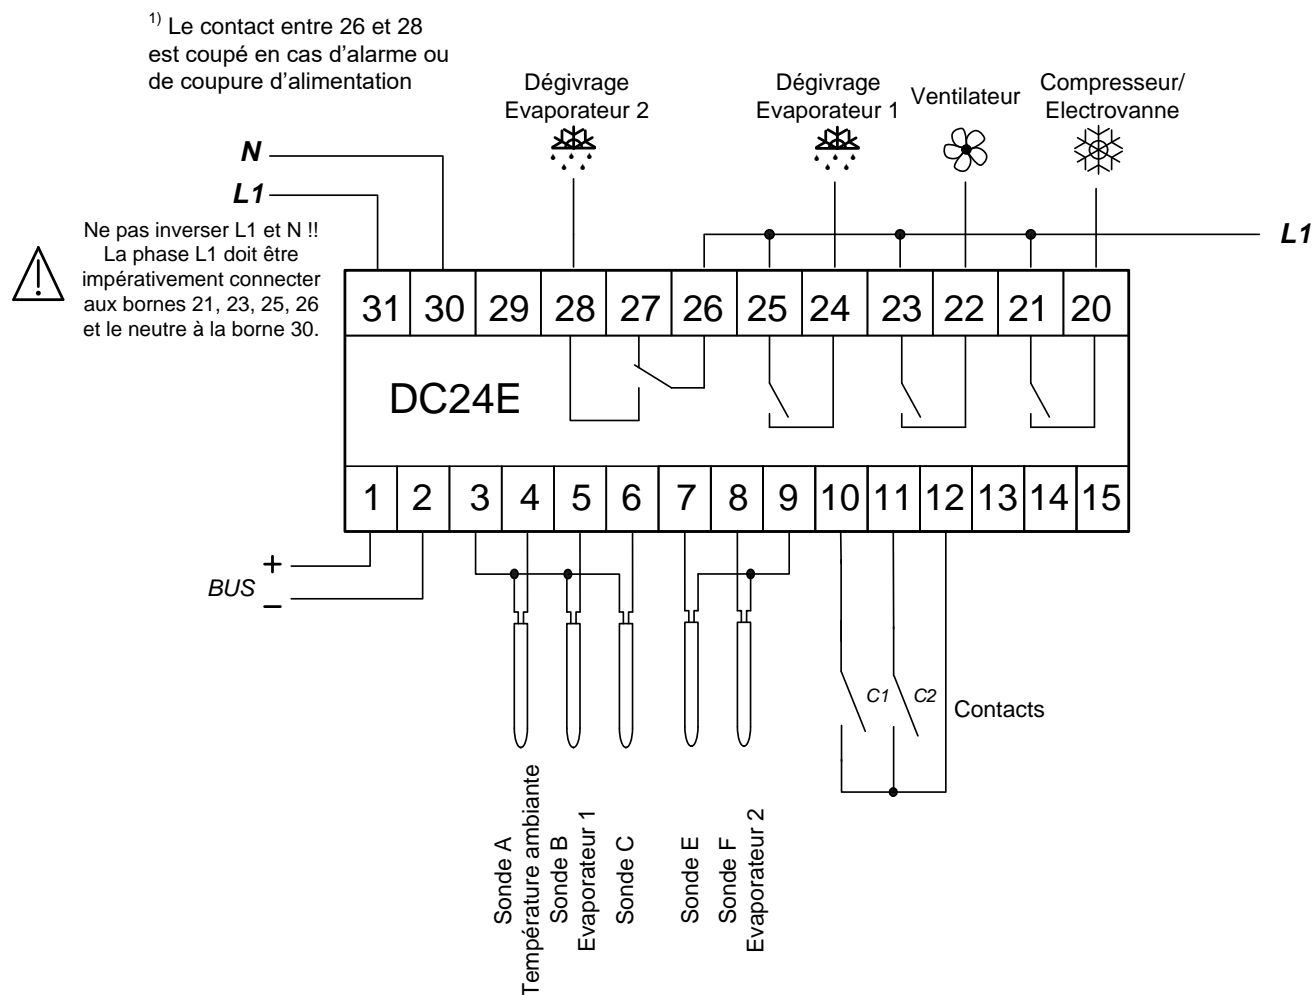 1) Le contact entre 26 et 28
est coupé en cas d'alarme ou
de coupure d'alimentation
Dégivrage
Evaporateur 2
Dégivrage
Evaporateur 1
Ventilateur
Compresseur/
Electrovanne
N
L1
L1
Ne pas inverser L1 et N !!
La phase L1 doit être
impérativement connecter
aux bornes 21, 23, 25, 26
et le neutre à la borne 30.
31 30 29 28 27 26 25 24 23 22 21 20
DC24E
1 2 3 4 5 6 7 8 9 10 11 12 13 14 15
BUS
+
−
C1
C2
Contacts
Sonde A
Température ambiante
Sonde B
Evaporateur 1
Sonde C
Sonde E
Sonde F
Evaporateur 2